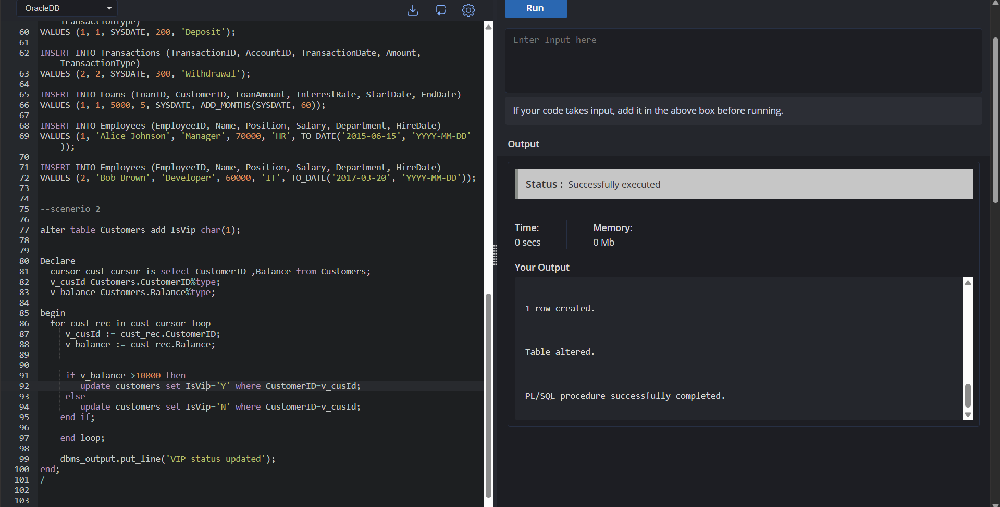 OracleDB
TransactionType)
60 VALUES (1, 1, SYSDATE, 200, 'Deposit');
61
62 INSERT INTO Transactions (TransactionID, AccountID, TransactionDate, Amount,
TransactionType)
63 VALUES (2, 2, SYSDATE, 300, 'Withdrawal');
64
65 INSERT INTO Loans (LoanID, CustomerID, LoanAmount, InterestRate, StartDate, EndDate)
66 VALUES (1, 1, 5000, 5, SYSDATE, ADD_MONTHS(SYSDATE, 60));
67
68 INSERT INTO Employees (EmployeeID, Name, Position, Salary, Department, HireDate)
69 VALUES (1, 'Alice Johnson', 'Manager', 70000, 'HR', TO_DATE('2015-06-15', 'YYYY-MM-DD'
));
70
71 INSERT INTO Employees (EmployeeID, Name, Position, Salary, Department, HireDate)
72 VALUES (2, 'Bob Brown', 'Developer', 60000, 'IT', TO_DATE('2017-03-20', 'YYYY-MM-DD'));
73
74
75 --scenerio 2
76
77 alter table Customers add IsVip char(1);
78
79
80 Declare
81 cursor cust_cursor is select CustomerID ,Balance from Customers;
82 v_cusId Customers.CustomerID%type;
83 v_balance Customers.Balance%type;
84
85 begin
86 for cust_rec in cust_cursor loop
87 v_cusId := cust_rec.CustomerID;
88 v_balance := cust_rec.Balance;
89
90
91 if v_balance >10000 then
92 update customers set IsVip='Y' where CustomerID=v_cusId;
93 else
94 update customers set IsVip='N' where CustomerID=v_cusId;
95 end if;
96
97 end loop;
98
99 dbms_output.put_line('VIP status updated');
100 end;
101 /
102
103
Run
Enter Input here
If your code takes input, add it in the above box before running.
Output
Status : Successfully executed
Time: Memory:
0 secs 0 Mb
Your Output
1 row created.
Table altered.
PL/SQL procedure successfully completed.